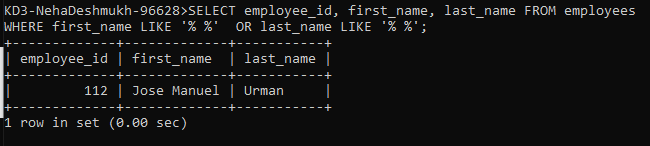 KD3-NehaDeshmukh-96628>SELECT employee_id, first_name, last_name FROM employees
WHERE first_name LIKE '% %'  OR last_name LIKE '% %';
+-------------+-------------+-----------+
| employee_id | first_name  | last_name |
+-------------+-------------+-----------+
|         112 | Jose Manuel | Urman     |
+-------------+-------------+-----------+
1 row in set (0.00 sec)